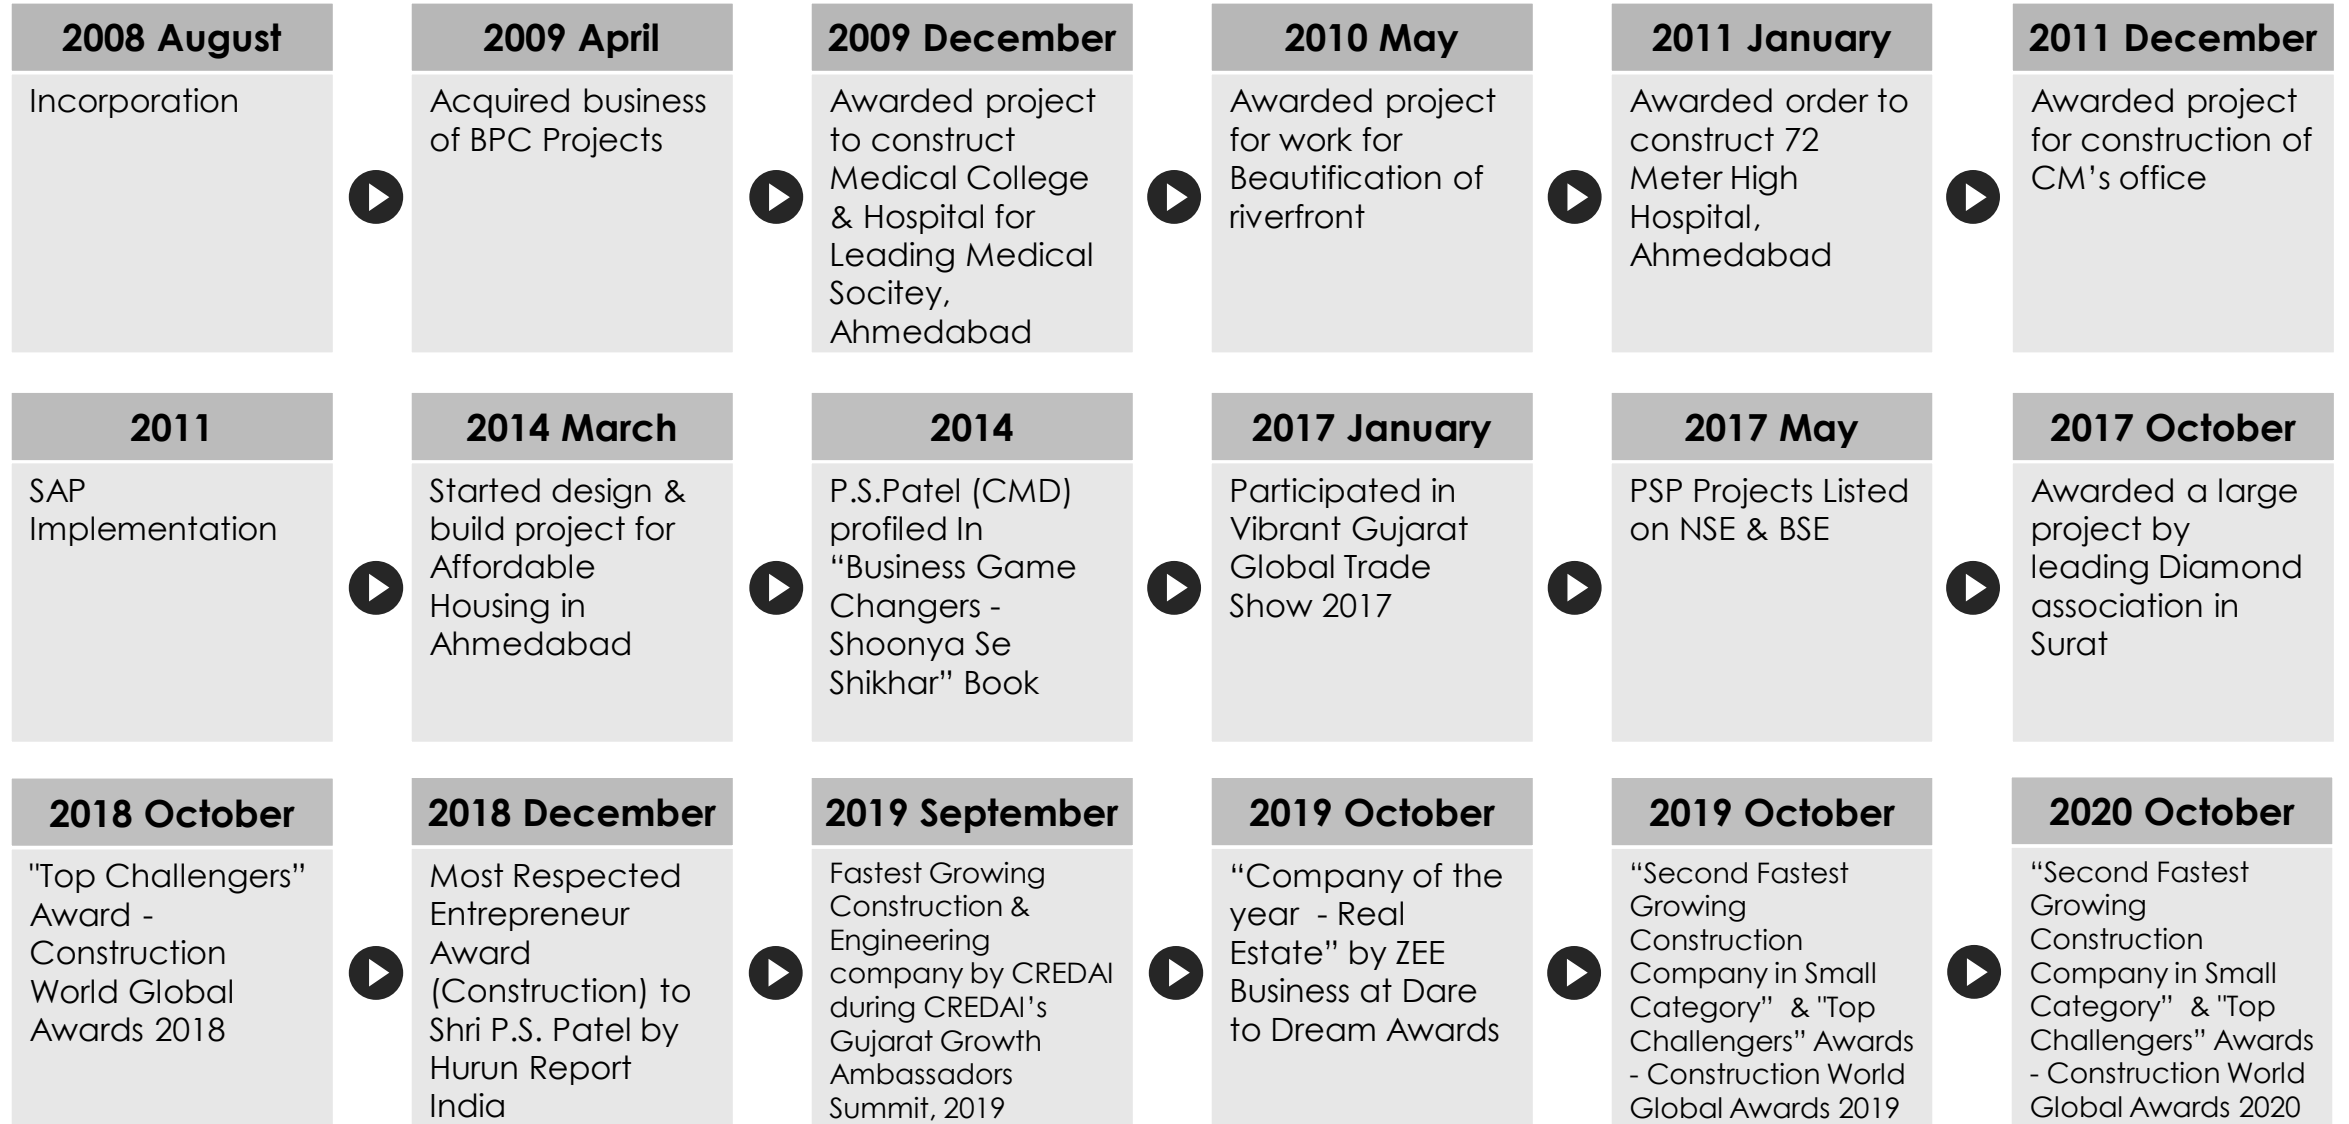 2008 August
Incorporation
2009 April
Acquired business
of BPC Projects
2009 December
Awarded project
to construct
Medical College
& Hospital for
Leading Medical
Socitey,
Ahmedabad
2010 May
Awarded project
for work for
Beautification of
riverfront
2011 January
Awarded order to
construct 72
Meter High
Hospital,
Ahmedabad
2011 December
Awarded project
for construction of
CM’s office
2011
SAP
Implementation
2014 March
Started design &
build project for
Affordable
Housing in
Ahmedabad
2014
P.S.Patel (CMD)
profiled In
“Business Game
Changers -
Shoonya Se
Shikhar” Book
2017 January
Participated in
Vibrant Gujarat
Global Trade
Show 2017
2017 May
PSP Projects Listed
on NSE & BSE
2017 October
Awarded a large
project by
leading Diamond
association in
Surat
2018 October
"Top Challengers”
Award -
Construction
World Global
Awards 2018
2018 December
Most Respected
Entrepreneur
Award
(Construction) to
Shri P.S. Patel by
Hurun Report
India
2019 September
Fastest Growing
Construction &
Engineering
company by CREDAI
during CREDAI’s
Gujarat Growth
Ambassadors
Summit, 2019
2019 October
“Company of the
year - Real
Estate” by ZEE
Business at Dare
to Dream Awards
2019 October
“Second Fastest
Growing
Construction
Company in Small
Category” & "Top
Challengers” Awards
- Construction World
Global Awards 2019
2020 October
“Second Fastest
Growing
Construction
Company in Small
Category” & "Top
Challengers” Awards
- Construction World
Global Awards 2020